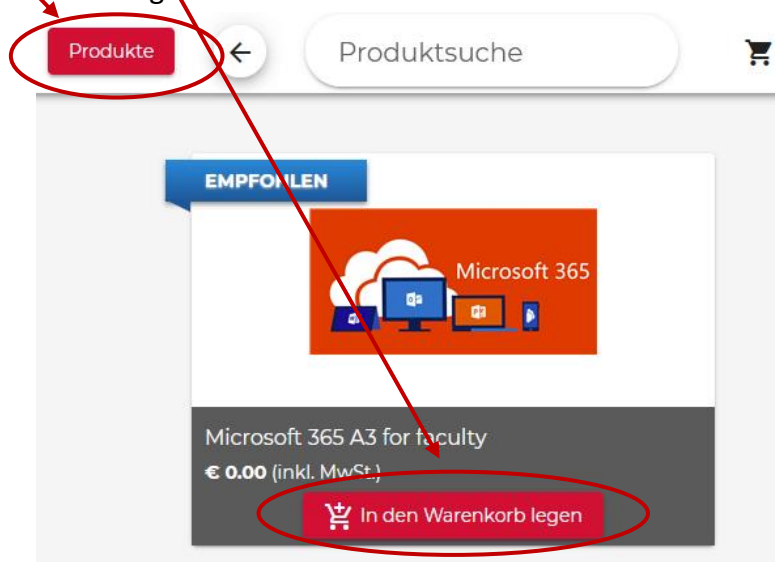 Produkte
Produktsuche
EMPFOHLEN
Microsoft 365
Microsoft 365 A3 for faculty
€ 0.00 (inkl. MwSt.)
In den Warenkorb legen